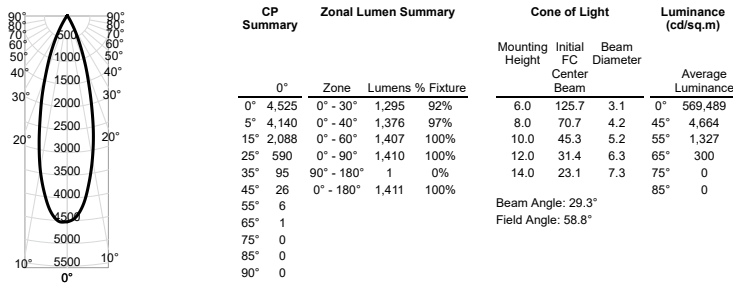 90° 90°
80° 80°
70° 70°
60° 60°
50° 50°
40° 40°
30° 30°
20° 20°
10° 10°
0°
500
1000
1500
2000
2500
3000
3500
4000
4500
5000
5500
CP Summary
0°
0° 4,525
5° 4,140
15° 2,088
25° 590
35° 95
45° 26
55° 6
65° 1
75° 0
85° 0
90° 0
Zonal Lumen Summary
Zone Lumens % Fixture
0° - 30° 1,295 92%
0° - 40° 1,376 97%
0° - 60° 1,407 100%
0° - 90° 1,410 100%
90° - 180° 1 0%
0° - 180° 1,411 100%
Cone of Light
Mounting Initial Beam
Height FC Diameter
Center
Beam
6.0 125.7 3.1
8.0 70.7 4.2
10.0 45.3 5.2
12.0 31.4 6.3
14.0 23.1 7.3
Beam Angle: 29.3°
Field Angle: 58.8°
Luminance
(cd/sq.m)
Average
Luminance
0° 569,489
45° 4,664
55° 1,327
65° 300
75° 0
85° 0